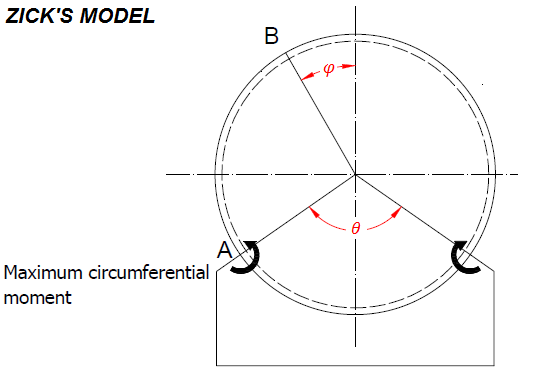 ZICK'S MODEL
B
φ
θ
A
Maximum circumferential
moment